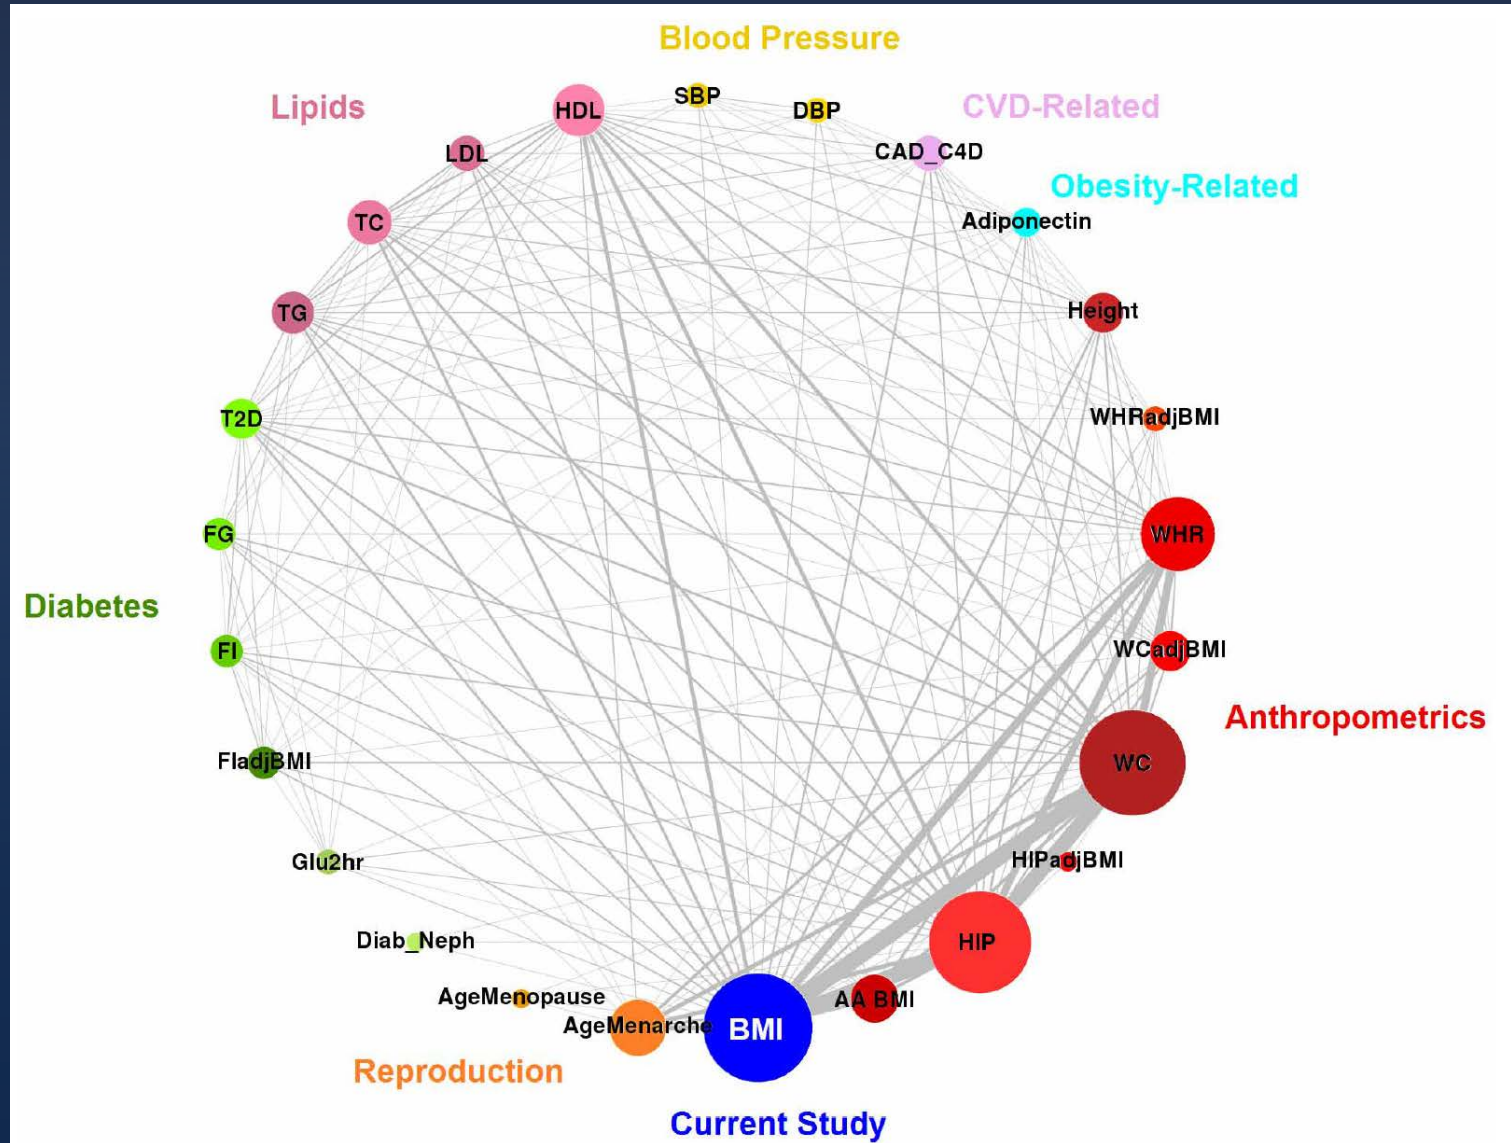 Blood Pressure
SBP
HDL
DBP
Lipids
CVD-Related
LDL
CAD_C4D
Obesity-Related
TC
Adiponectin
TG
Height
T2D
WHRadjBMI
FG
WHR
Diabetes
FI
WCadjBMI
Anthropometrics
FIadjBMI
WC
Glu2hr
HIPadjBMI
Diab_Neph
HIP
AgeMenopause
AA BMI
AgeMenarche
BMI
Reproduction
Current Study